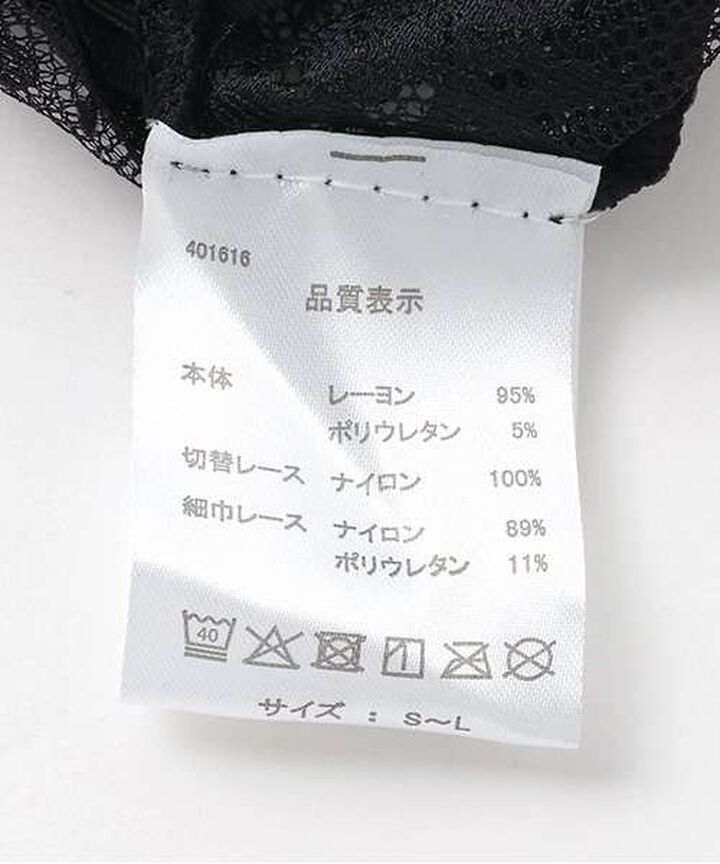 401616
品質表示
本体 レーヨン 95%
ポリウレタン 5%
切替レース ナイロン 100%
細巾レース ナイロン 89%
ポリウレタン 11%
40
サイズ : S〜L